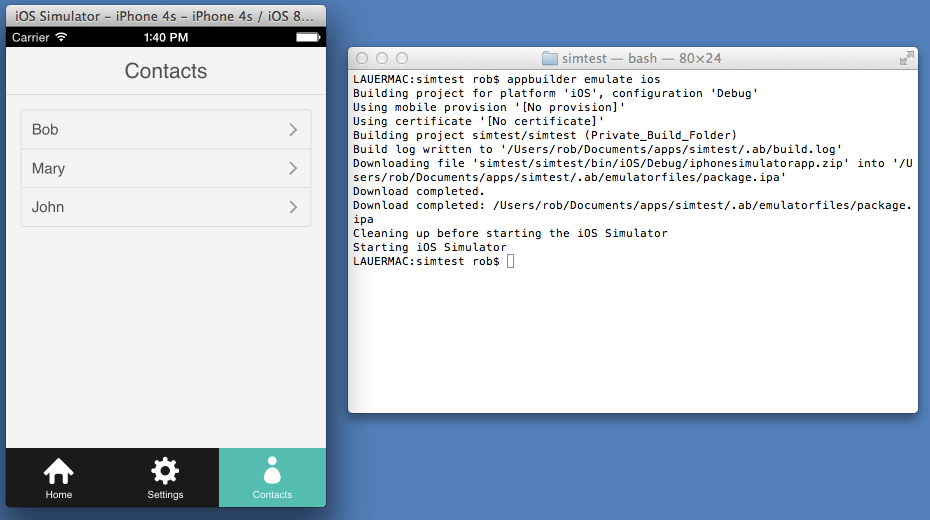 iOS Simulator - iPhone 4s - iPhone 4s / iOS 8...
Carrier 1:40 PM
Contacts
Bob
Mary
John
Home Settings Contacts
simtest — bash — 80×24
LAUERMAC:simtest rob$ appbuilder emulate ios
Building project for platform 'iOS', configuration 'Debug'
Using mobile provision '[No provision]'
Using certificate '[No certificate]'
Building project simtest/simtest (Private_Build_Folder)
Build log written to '/Users/rob/Documents/apps/simtest/.ab/build.log'
Downloading file 'simtest/simtest/bin/iOS/Debug/iphonesimulatorapp.zip' into '/U
sers/rob/Documents/apps/simtest/.ab/emulatorfiles/package.ipa'
Download completed.
Download completed: /Users/rob/Documents/apps/simtest/.ab/emulatorfiles/package.
ipa
Cleaning up before starting the iOS Simulator
Starting iOS Simulator
LAUERMAC:simtest rob$